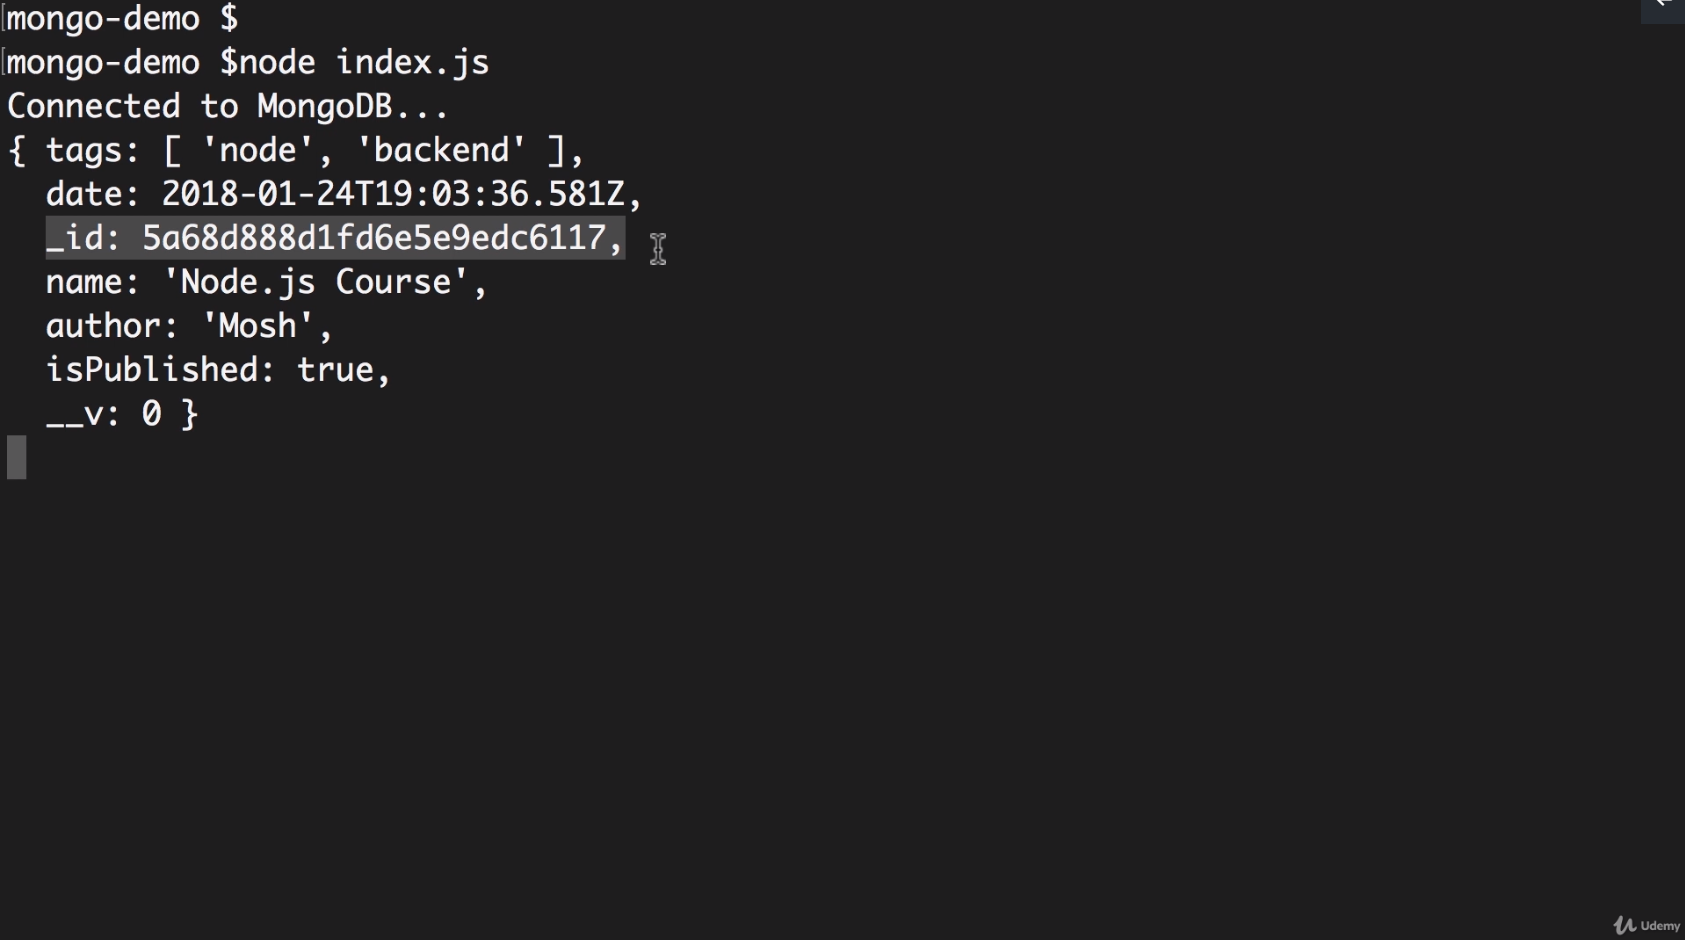 [mongo-demo $
[mongo-demo $node index.js
Connected to MongoDB...
{ tags: [ 'node', 'backend' ],
  date: 2018-01-24T19:03:36.581Z,
  _id: 5a68d888d1fd6e5e9edc6117,
  name: 'Node.js Course',
  author: 'Mosh',
  isPublished: true,
  __v: 0 }
Udemy